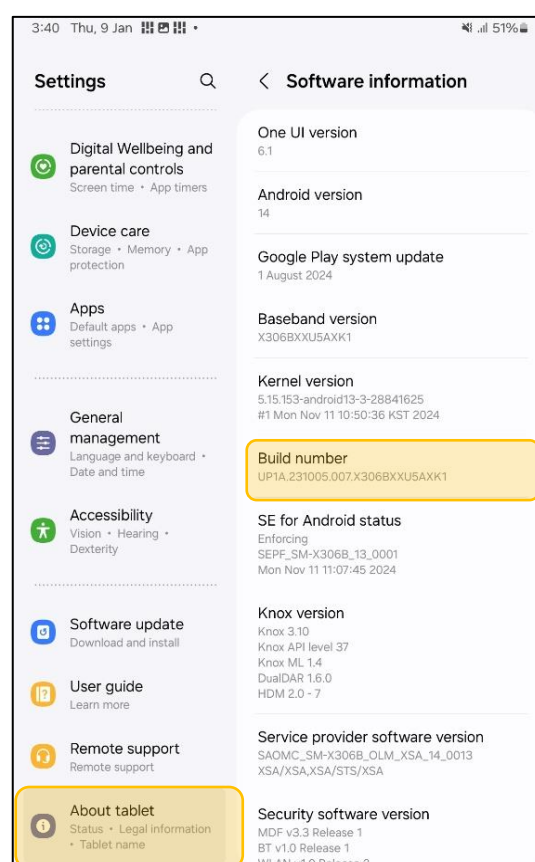 3:40 Thu, 9 Jan
51%
Settings
Digital Wellbeing and
parental controls
Screen time • App timers
Device care
Storage • Memory • App
protection
Apps
Default apps • App
settings
General
management
Language and keyboard •
Date and time
Accessibility
Vision • Hearing •
Dexterity
Software update
Download and install
User guide
Learn more
Remote support
Remote support
About tablet
Status • Legal information
• Tablet name
Software information
One UI version
6.1
Android version
14
Google Play system update
1 August 2024
Baseband version
X306BXXU5AXK1
Kernel version
5.15.153-android13-3-28841625
#1 Mon Nov 11 10:50:36 KST 2024
Build number
UP1A.231005.007.X306BXXU5AXK1
SE for Android status
Enforcing
SEPF_SM-X306B_13_0001
Mon Nov 11 11:07:45 2024
Knox version
Knox 3.10
Knox API level 37
Knox ML 1.4
DualDAR 1.6.0
HDM 2.0 - 7
Service provider software version
SAOMC_SM-X306B_OLM_XSA_14_0013
XSA/XSA,XSA/STS/XSA
Security software version
MDF v3.3 Release 1
BT v1.0 Release 1